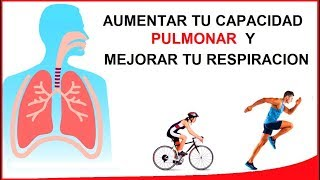 AUMENTAR TU CAPACIDAD
PULMONAR Y
MEJORAR TU RESPIRACION